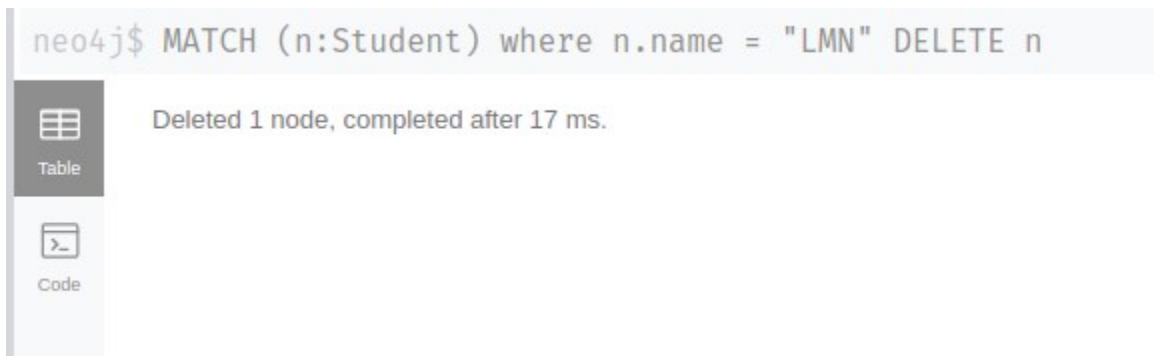 neo4j$ MATCH (n:Student) where n.name = "LMN" DELETE n
Deleted 1 node, completed after 17 ms.
Table
Code